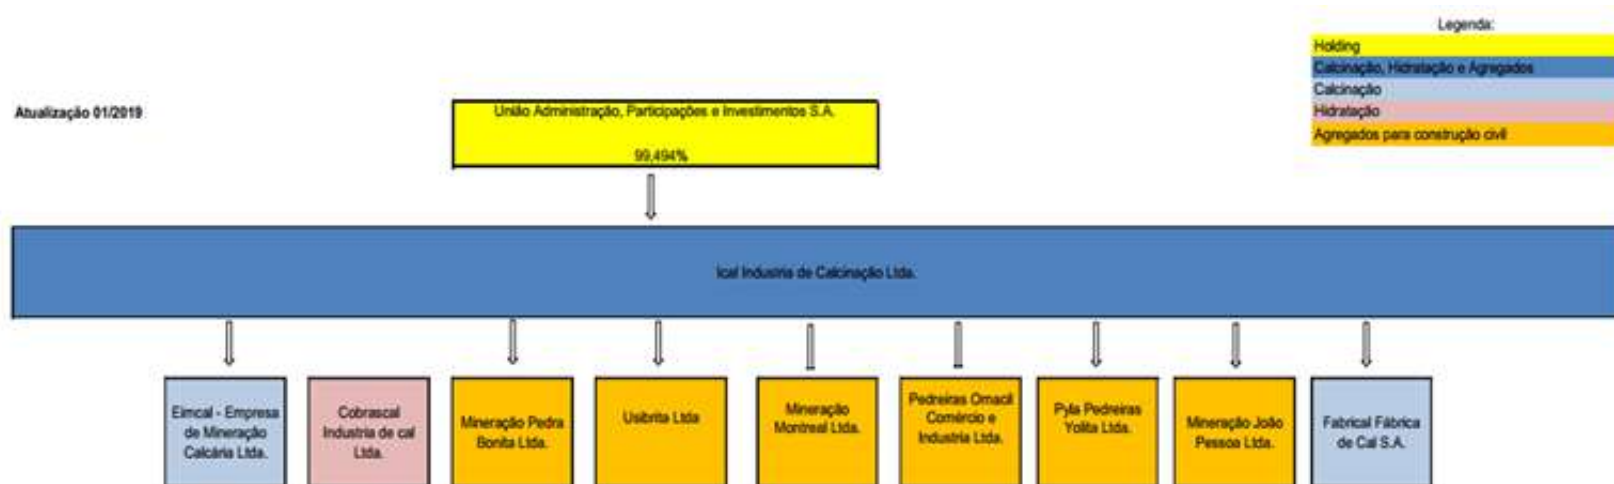 Legenda:
Holding
Calcinação, Hidratação e Agregados
Calcinação
Hidratação
Agregados para construção civil
Atualização 01/2019
União Administração, Participações e Investimentos S.A.
99,494%
Ical Industria de Calcinação Ltda.
Eimcal - Empresa
de Mineração
Calcária Ltda.
Cobrascal
Industria de cal
Ltda.
Mineração Pedra
Bonita Ltda.
Usibrita Ltda
Mineração
Montreal Ltda.
Pedreiras Omacil
Comércio e
Industria Ltda.
Pyla Pedreiras
Yolita Ltda.
Mineração João
Pessoa Ltda.
Fabrical Fábrica
de Cal S.A.